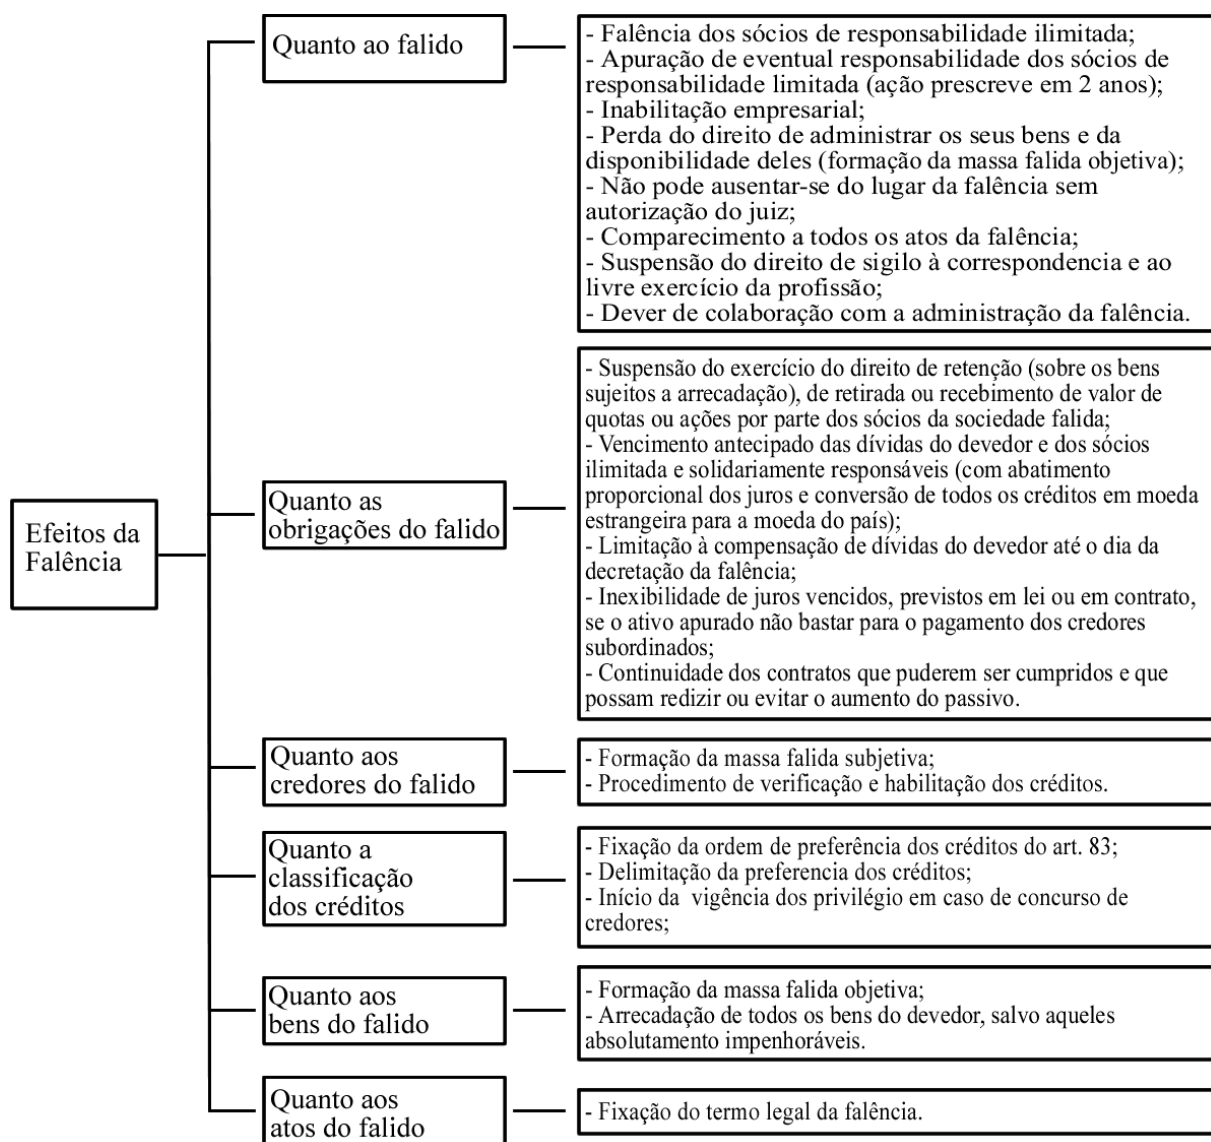 Efeitos da
Falência
Quanto ao falido
- Falência dos sócios de responsabilidade ilimitada;
- Apuração de eventual responsabilidade dos sócios de
responsabilidade limitada (ação prescreve em 2 anos);
- Inabilitação empresarial;
- Perda do direito de administrar os seus bens e da
disponibilidade deles (formação da massa falida objetiva);
- Não pode ausentar-se do lugar da falência sem
autorização do juiz;
- Comparecimento a todos os atos da falência;
- Suspensão do direito de sigilo à correspondencia e ao
livre exercício da profissão;
- Dever de colaboração com a administração da falência.
Quanto as
obrigações do falido
- Suspensão do exercício do direito de retenção (sobre os bens
sujeitos a arrecadação), de retirada ou recebimento de valor de
quotas ou ações por parte dos sócios da sociedade falida;
- Vencimento antecipado das dívidas do devedor e dos sócios
ilimitada e solidariamente responsáveis (com abatimento
proporcional dos juros e conversão de todos os créditos em moeda
estrangeira para a moeda do país);
- Limitação à compensação de dívidas do devedor até o dia da
decretação da falência;
- Inexibilidade de juros vencidos, previstos em lei ou em contrato,
se o ativo apurado não bastar para o pagamento dos credores
subordinados;
- Continuidade dos contratos que puderem ser cumpridos e que
possam redizir ou evitar o aumento do passivo.
Quanto aos
credores do falido
- Formação da massa falida subjetiva;
- Procedimento de verificação e habilitação dos créditos.
Quanto a
classificação
dos créditos
- Fixação da ordem de preferência dos créditos do art. 83;
- Delimitação da preferencia dos créditos;
- Início da vigência dos privilégio em caso de concurso de
credores;
Quanto aos
bens do falido
- Formação da massa falida objetiva;
- Arrecadação de todos os bens do devedor, salvo aqueles
absolutamente impenhoráveis.
Quanto aos
atos do falido
- Fixação do termo legal da falência.